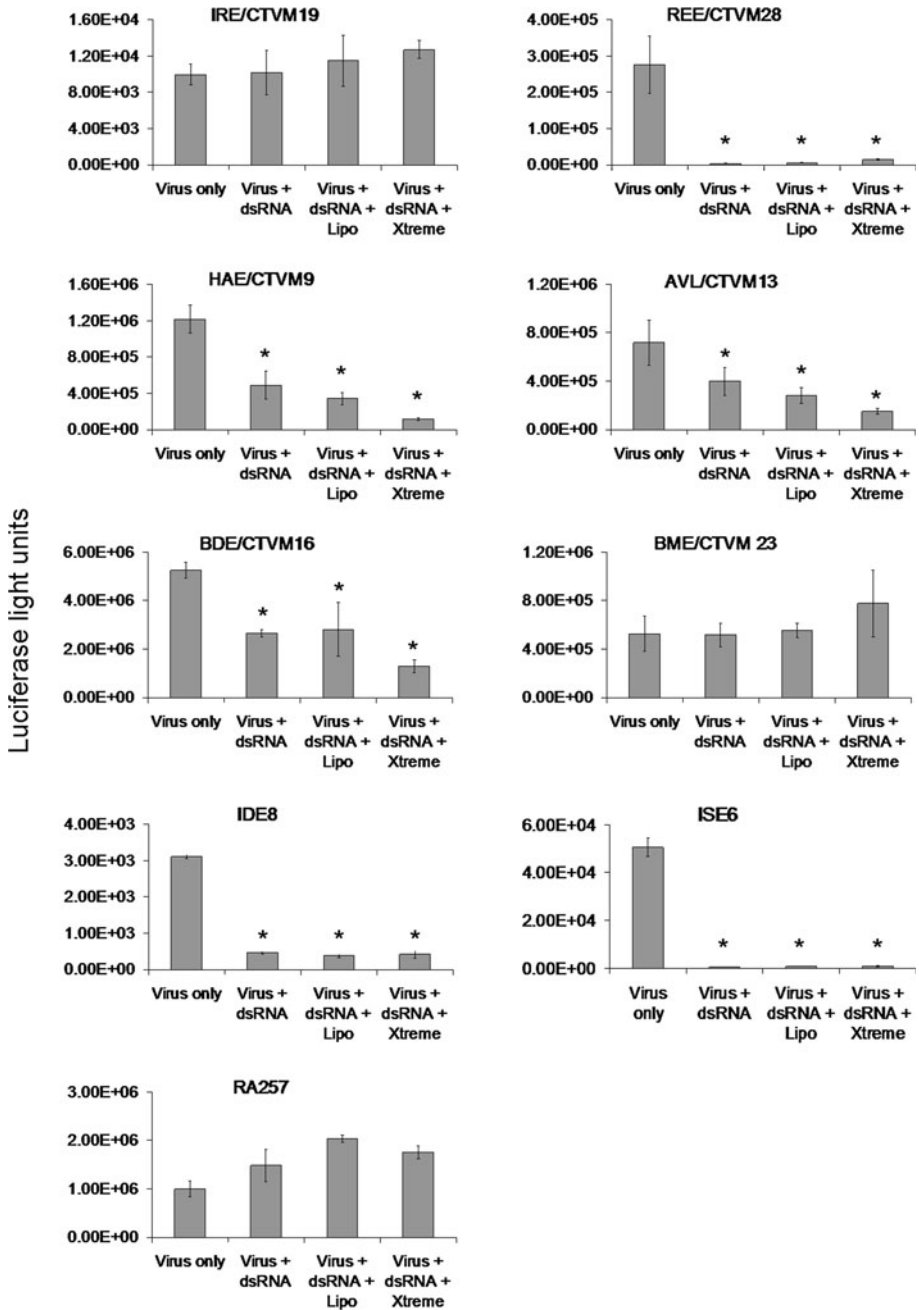 IRE/CTVM19
1.60E+04
1.20E+04
8.00E+03
4.00E+03
0.00E+00
Virus only
Virus +
dsRNA
Virus +
dsRNA +
Lipo
Virus +
dsRNA +
Xtreme
REE/CTVM28
4.00E+05
3.00E+05
2.00E+05
1.00E+05
0.00E+00
* * *
Virus only
Virus +
dsRNA
Virus +
dsRNA +
Lipo
Virus +
dsRNA +
Xtreme
HAE/CTVM9
1.60E+06
1.20E+06
8.00E+05
4.00E+05
0.00E+00
* * *
Virus only
Virus +
dsRNA
Virus +
dsRNA +
Lipo
Virus +
dsRNA +
Xtreme
AVL/CTVM13
1.20E+06
8.00E+05
4.00E+05
0.00E+00
* * *
Virus only
Virus +
dsRNA
Virus +
dsRNA +
Lipo
Virus +
dsRNA +
Xtreme
Luciferase light units
BDE/CTVM16
6.00E+06
4.00E+06
2.00E+06
0.00E+00
* * *
Virus only
Virus +
dsRNA
Virus +
dsRNA +
Lipo
Virus +
dsRNA +
Xtreme
BME/CTVM 23
1.20E+06
8.00E+05
4.00E+05
0.00E+00
Virus only
Virus +
dsRNA
Virus +
dsRNA +
Lipo
Virus +
dsRNA +
Xtreme
IDE8
4.00E+03
3.00E+03
2.00E+03
1.00E+03
0.00E+00
* * *
Virus only
Virus +
dsRNA
Virus +
dsRNA +
Lipo
Virus +
dsRNA +
Xtreme
ISE6
6.00E+04
4.00E+04
2.00E+04
0.00E+00
* * *
Virus
only
Virus +
dsRNA
Virus +
dsRNA +
Lipo
Virus +
dsRNA +
Xtreme
RA257
3.00E+06
2.00E+06
1.00E+06
0.00E+00
Virus only
Virus +
dsRNA
Virus +
dsRNA +
Lipo
Virus +
dsRNA +
Xtreme